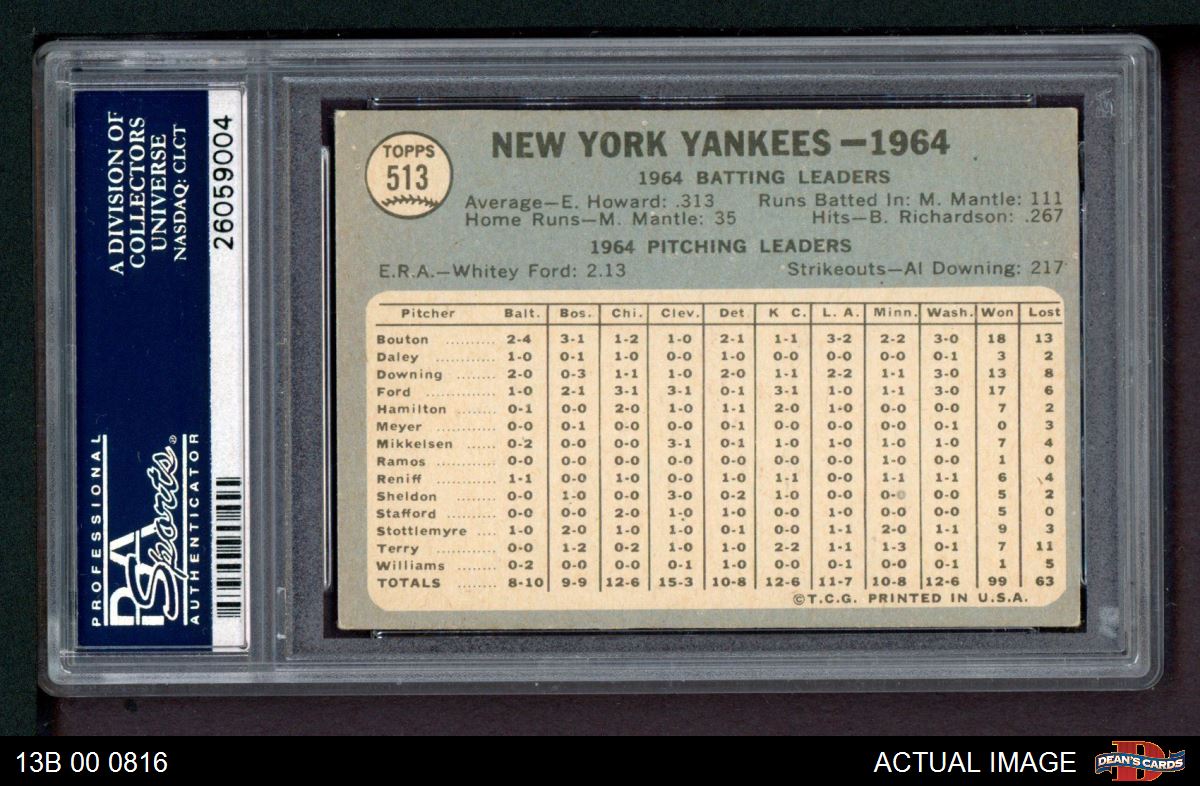 A DIVISION OF
COLLECTORS
UNIVERSE
NASDAQ: CLCT
26059004
PROFESSIONAL
PSA
Sports®
AUTHENTICATOR
TOPPS
513
NEW YORK YANKEES—1964
1964 BATTING LEADERS
Average—E. Howard: .313 Runs Batted In: M. Mantle: 111
Home Runs—M. Mantle: 35 Hits—B. Richardson: .267
1964 PITCHING LEADERS
E.R.A.—Whitey Ford: 2.13 Strikeouts—Al Downing: 217
Pitcher Balt. Bos. Chi. Clev. Det. K C. L. A. Minn. Wash. Won Lost
Bouton .......... 2-4 3-1 1-2 1-0 2-1 1-1 3-2 2-2 3-0 18 13
Daley .......... 1-0 0-1 1-0 1-0 0-0 0-0 0-0 0-0 0-1 3 2
Downing ........ 2-0 0-3 1-1 1-0 2-0 1-1 2-2 1-1 3-0 13 8
Ford .......... 1-0 2-1 3-1 3-1 0-1 3-1 1-0 1-1 3-0 17 6
Hamilton ........ 0-1 0-0 2-0 1-0 1-1 2-0 1-0 0-0 0-0 7 2
Meyer .......... 0-0 0-1 0-0 0-0 0-1 0-0 0-0 0-0 0-1 0 3
Mikkelsen ...... 0-2 0-0 0-0 3-1 0-1 1-0 1-0 1-0 1-0 7 4
Ramos .......... 0-0 0-0 0-0 0-0 0-0 0-0 0-0 1-0 0-0 1 0
Reniff .......... 1-1 0-0 0-0 1-0 1-0 1-1 0-0 1-1 1-1 6 4
Sheldon ........ 0-0 1-0 0-0 3-0 0-2 1-0 0-0 0-0 0-0 5 2
Stafford ........ 0-0 0-0 2-0 1-0 1-0 0-0 1-0 0-0 0-0 5 0
Stottlemyre .... 1-0 2-0 1-0 1-0 0-1 0-0 1-1 2-0 1-1 9 3
Terry .......... 0-0 1-2 0-2 1-0 1-0 2-2 1-1 1-3 0-1 7 11
Williams ........ 0-2 0-0 0-0 0-1 1-0 0-1 0-0 0-1 0-0 1 5
TOTALS ...... 8-10 9-9 12-6 15-3 10-8 12-6 11-7 10-8 12-6 99 63
©T.C.G. PRINTED IN U.S.A.
13B 00 0816
ACTUAL IMAGE
DEAN'S CARDS